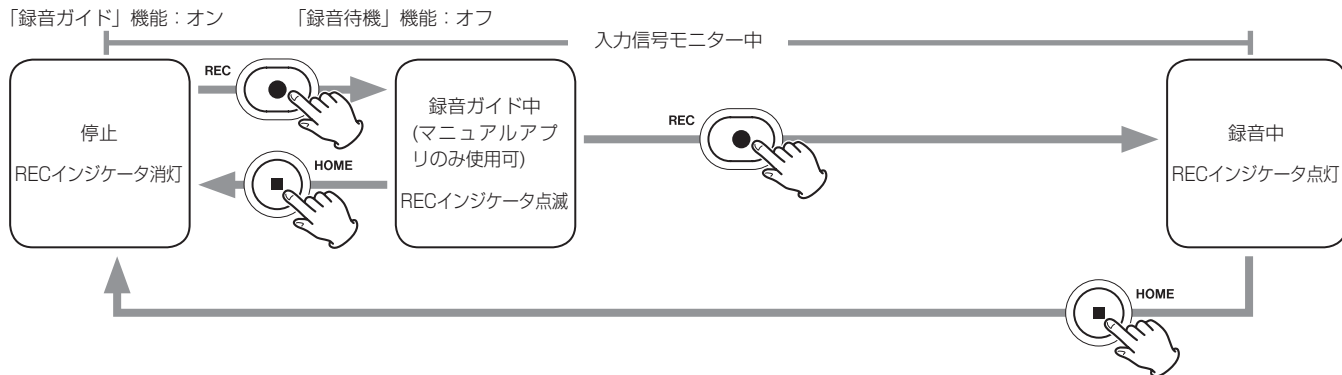 「録音ガイド」機能：オン　「録音待機」機能：オフ
入力信号モニター中
停止
RECインジケータ消灯
REC
HOME
録音ガイド中
(マニュアルアプ
リのみ使用可)
RECインジケータ点滅
REC
録音中
RECインジケータ点灯
HOME